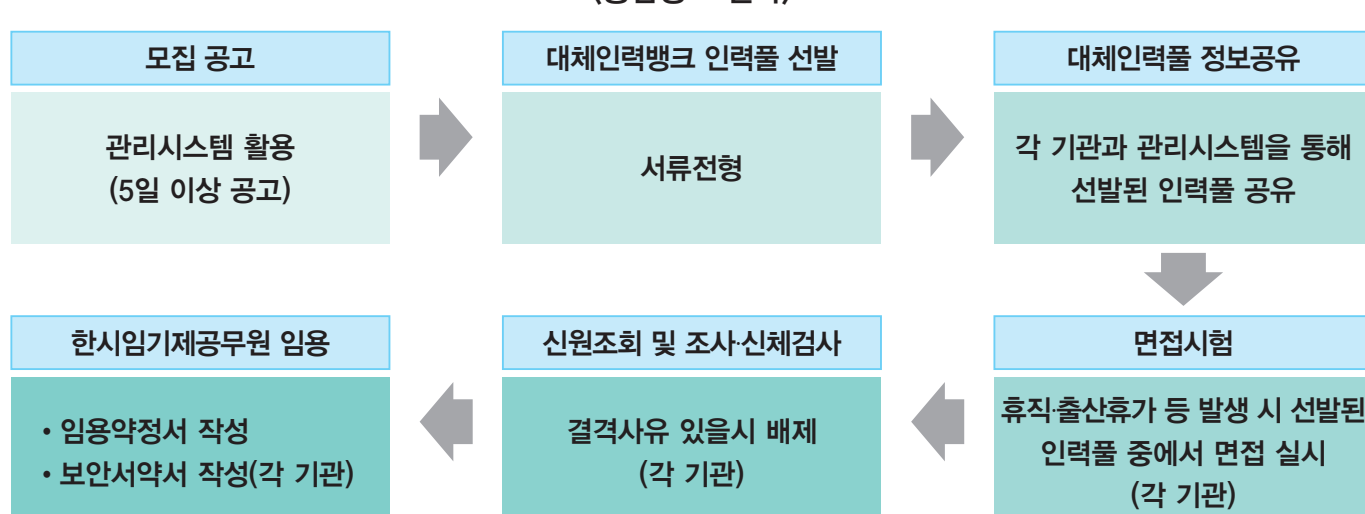 모집 공고
관리시스템 활용
(5일 이상 공고)
대체인력뱅크 인력풀 선발
서류전형
대체인력풀 정보공유
각 기관과 관리시스템을 통해
선발된 인력풀 공유
면접시험
휴직·출산휴가 등 발생 시 선발된
인력풀 중에서 면접 실시
(각 기관)
신원조회 및 조사·신체검사
결격사유 있을시 배제
(각 기관)
한시임기제공무원 임용
• 임용약정서 작성
• 보안서약서 작성(각 기관)